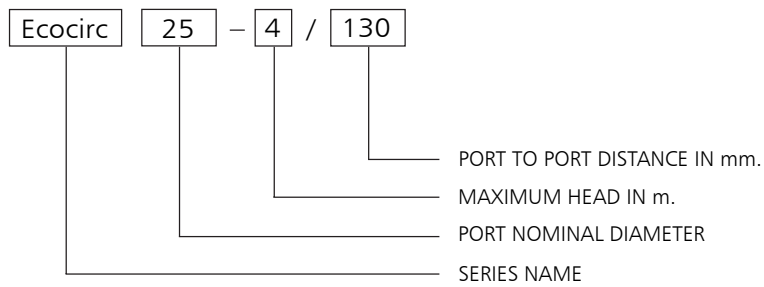 Ecocirc 25 – 4 / 130
PORT TO PORT DISTANCE IN mm.
MAXIMUM HEAD IN m.
PORT NOMINAL DIAMETER
SERIES NAME